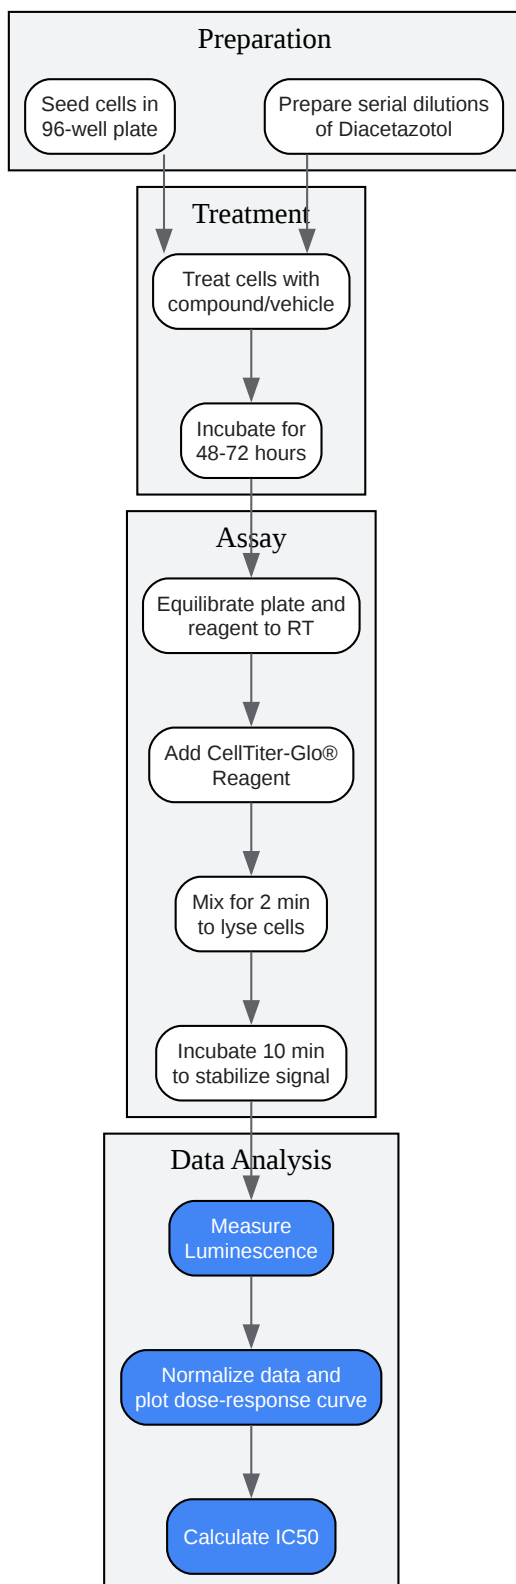 Preparation
Seed cells in
96-well plate
Prepare serial dilutions
of Diacetazotol
Treatment
Treat cells with
compound/vehicle
Incubate for
48-72 hours
Assay
Equilibrate plate and
reagent to RT
Add CellTiter-Glo®
Reagent
Mix for 2 min
to lyse cells
Incubate 10 min
to stabilize signal
Data Analysis
Measure
Luminescence
Normalize data and
plot dose-response curve
Calculate IC50